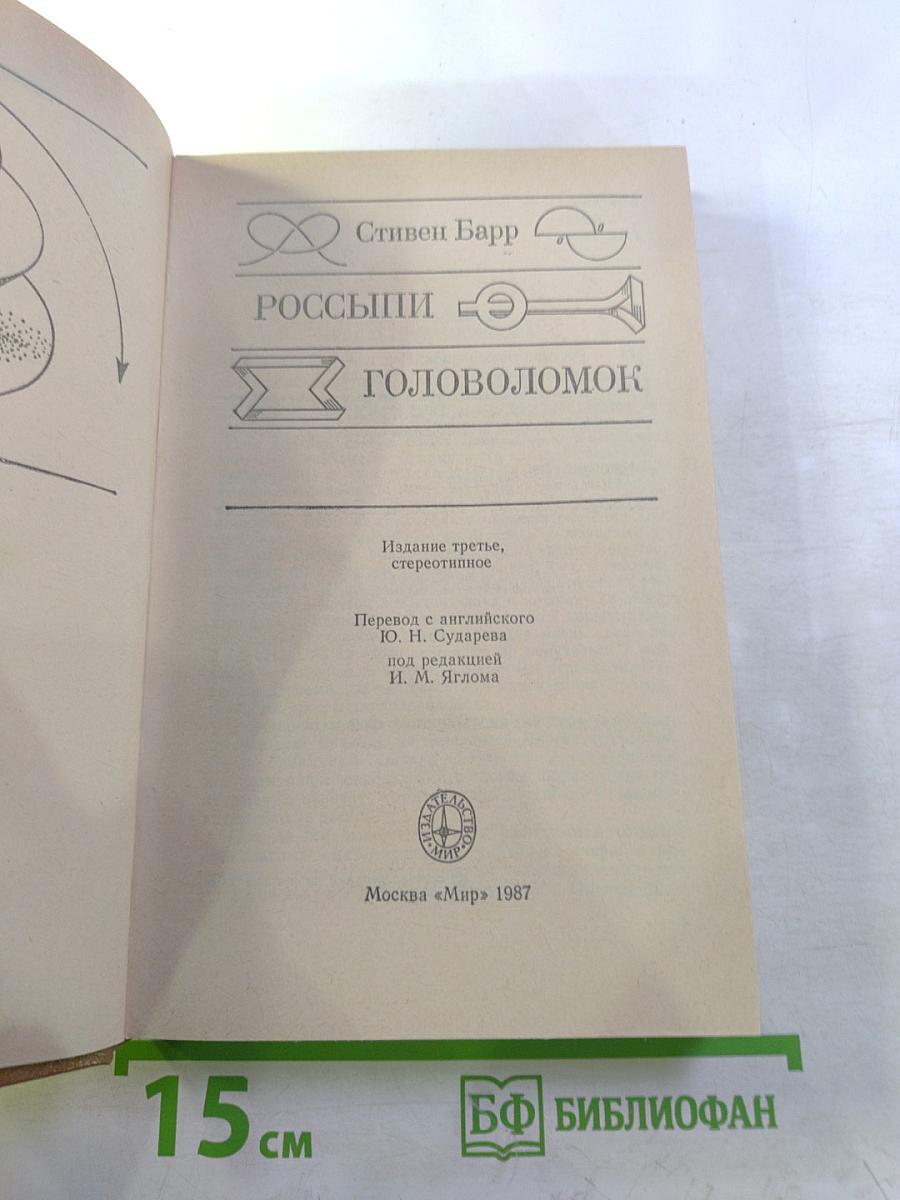 Стивен Барр
РОССЫПИ
ГОЛОВОЛОМОК
Издание третье,
стереотипное
Перевод с английского
Ю. Н. Сударева
под редакцией
И. М. Яглома
ИЗДАТЕЛЬСТВО
МИР
Москва «Мир» 1987
15 см
БФ БИБЛИОФАН